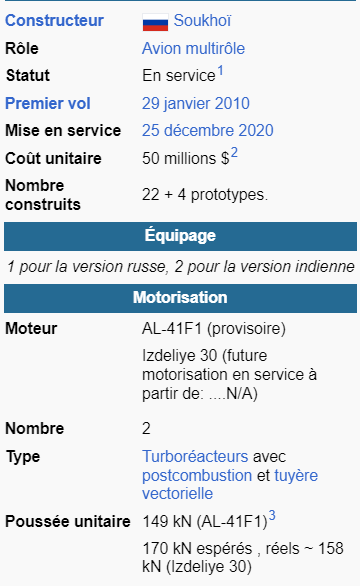 Constructeur Soukhoï
Rôle Avion multirôle
Statut En service1
Premier vol 29 janvier 2010
Mise en service 25 décembre 2020
Coût unitaire 50 millions $2
Nombre
construits 22 + 4 prototypes.
Équipage
1 pour la version russe, 2 pour la version indienne
Motorisation
Moteur AL-41F1 (provisoire)
Izdeliye 30 (future
motorisation en service à
partir de: ....N/A)
Nombre 2
Type Turboréacteurs avec
postcombustion et tuyère
vectorielle
Poussée unitaire 149 kN (AL-41F1)3
170 kN espérés , réels ~ 158
kN (Izdeliye 30)